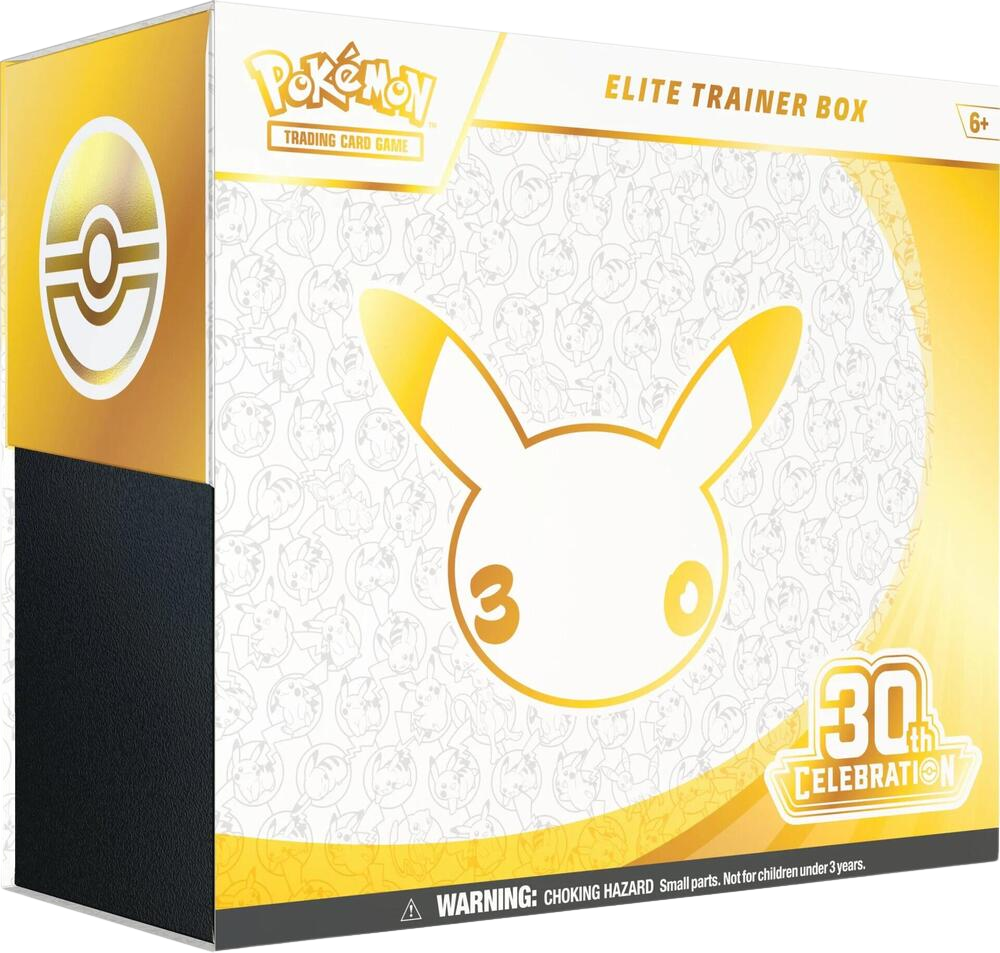 POKéMON
TRADING CARD GAME
ELITE TRAINER BOX
6+
3 0
30th
CELEBRATION
WARNING: CHOKING HAZARD Small parts. Not for children under 3 years.